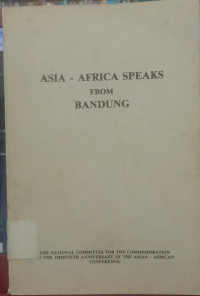 ASIA - AFRICA SPEAKS
FROM
BANDUNG
THE NATIONAL COMMITTEE FOR THE COMMEMORATION
THE THIRTIETH ANNIVERSARY OF THE ASIAN - AFRICAN
CONFERENCE